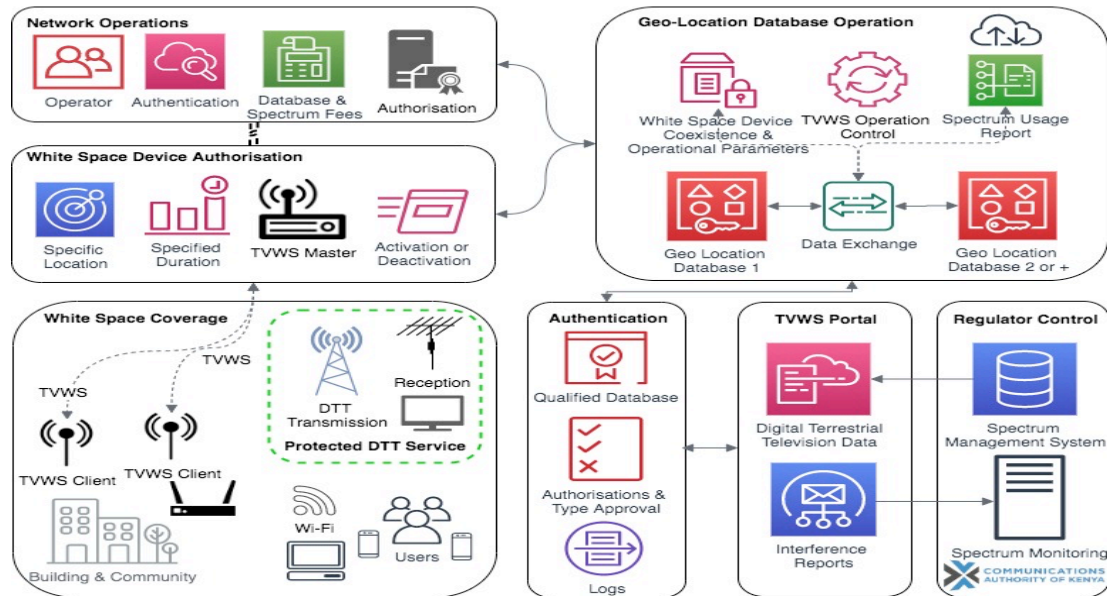 Network Operations
Operator
Authentication
Database &
Spectrum Fees
Authorisation
White Space Device Authorisation
Specific
Location
Specified
Duration
TVWS Master
Activation or
Deactivation
White Space Coverage
TVWS
TVWS
TVWS Client
TVWS Client
Building & Community
DTT
Transmission
Reception
Protected DTT Service
Wi-Fi
Users
Geo-Location Database Operation
White Space Device
Coexistence &
Operational Parameters
TVWS Operation
Control
Spectrum Usage
Report
Geo Location
Database 1
Data Exchange
Geo Location
Database 2 or +
Authentication
Qualified Database
Authorisations &
Type Approval
Logs
TVWS Portal
Digital Terrestrial
Television Data
Interference
Reports
Regulator Control
Spectrum
Management System
Spectrum Monitoring
COMMUNICATIONS
AUTHORITY OF KENYA